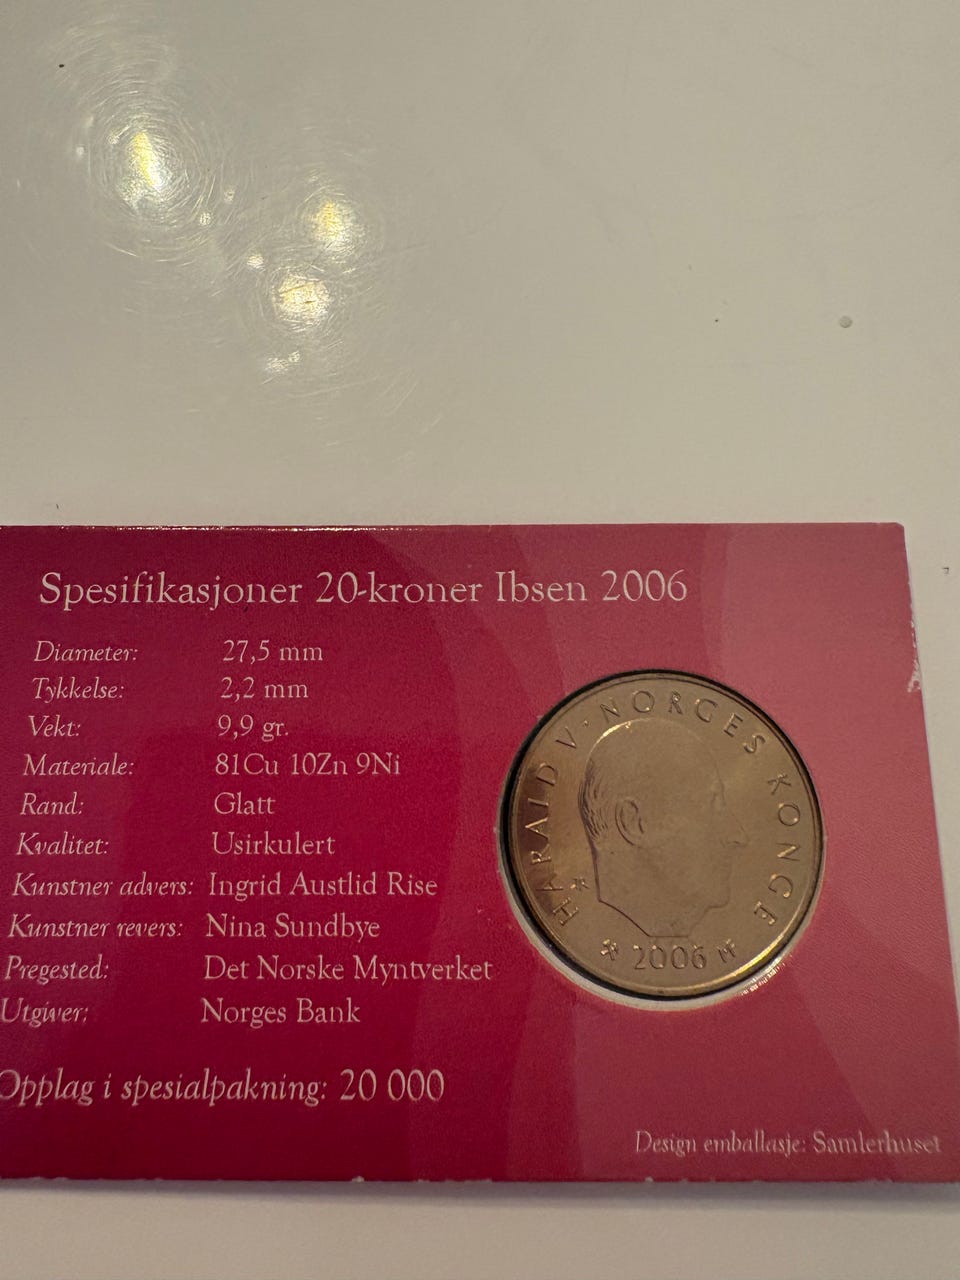 Spesifikasjoner 20-kroner Ibsen 2006
Diameter: 27,5 mm
Tykkelse: 2,2 mm
Vekt: 9,9 gr.
Materiale: 81Cu 10Zn 9Ni
Rand: Glatt
Kvalitet: Usirkulert
Kunstner advers: Ingrid Austlid Rise
Kunstner revers: Nina Sundbye
Pregested: Det Norske Myntverket
Utgiver: Norges Bank
Opplag i spesialpakning: 20 000
HARALD V · NORGES KONGE
2006
Design emballasje: Samlerhuset